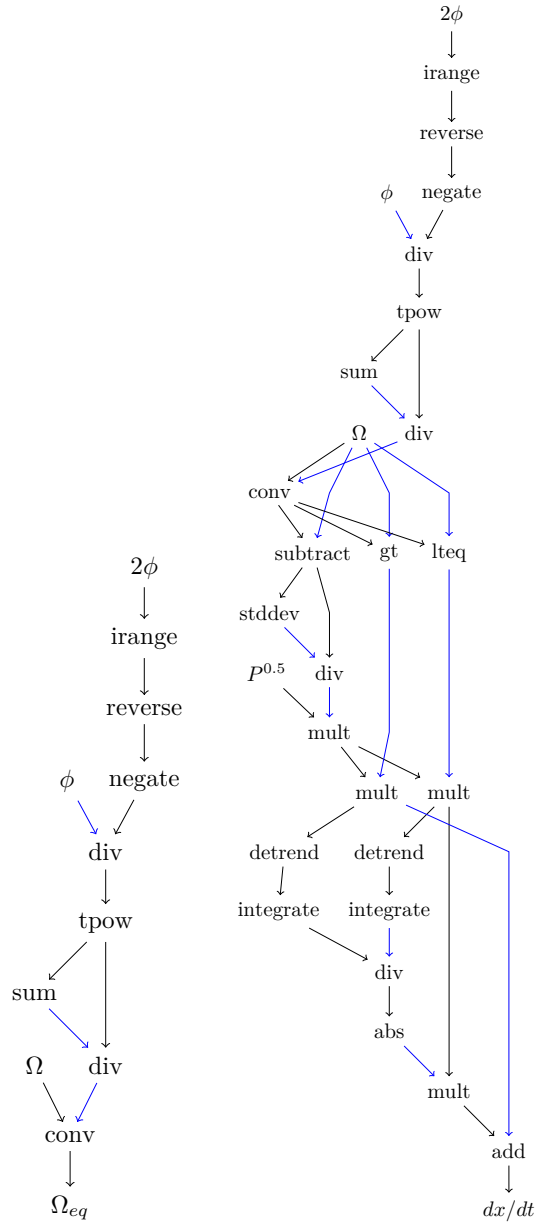 2ϕ
irange
reverse
negate
ϕ
div
tpow
sum
div
Ω
conv
Ω_{eq}
2ϕ
irange
reverse
ϕ negate
div
tpow
sum
Ω div
conv
subtract gt lteq
stddev
P^{0.5} div
mult
mult mult
detrend detrend
integrate integrate
div
abs
mult
add
dx/dt